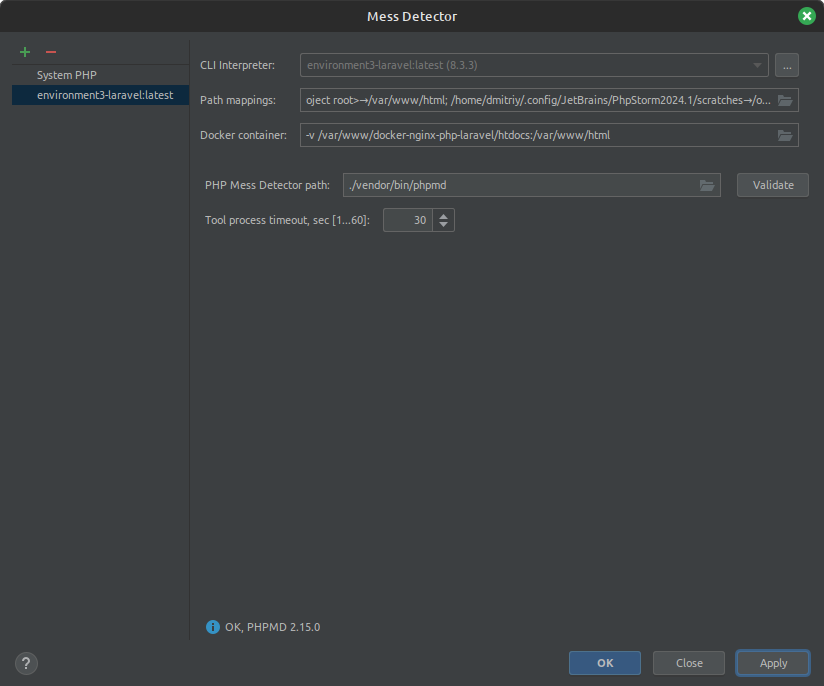 Mess Detector
System PHP
environment3-laravel:latest
CLI Interpreter: environment3-laravel:latest (8.3.3) ...
Path mappings: oject root>→/var/www/html; /home/dmitriy/.config/JetBrains/PhpStorm2024.1/scratches→/o...
Docker container: -v /var/www/docker-nginx-php-laravel/htdocs:/var/www/html
PHP Mess Detector path: ./vendor/bin/phpmd Validate
Tool process timeout, sec [1...60]: 30
OK, PHPMD 2.15.0
? OK Close Apply